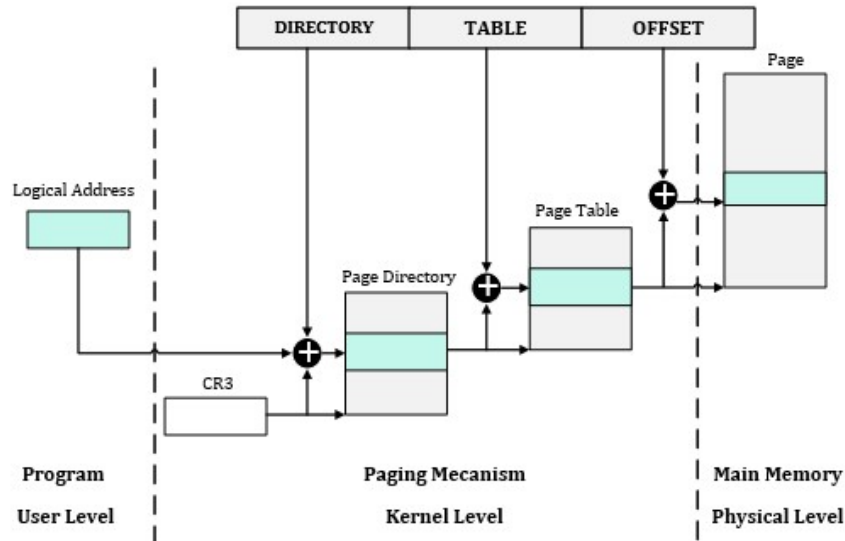 DIRECTORY TABLE OFFSET
Page
Logical Address
Page Table
Page Directory
CR3
Program Paging Mecanism Main Memory
User Level Kernel Level Physical Level